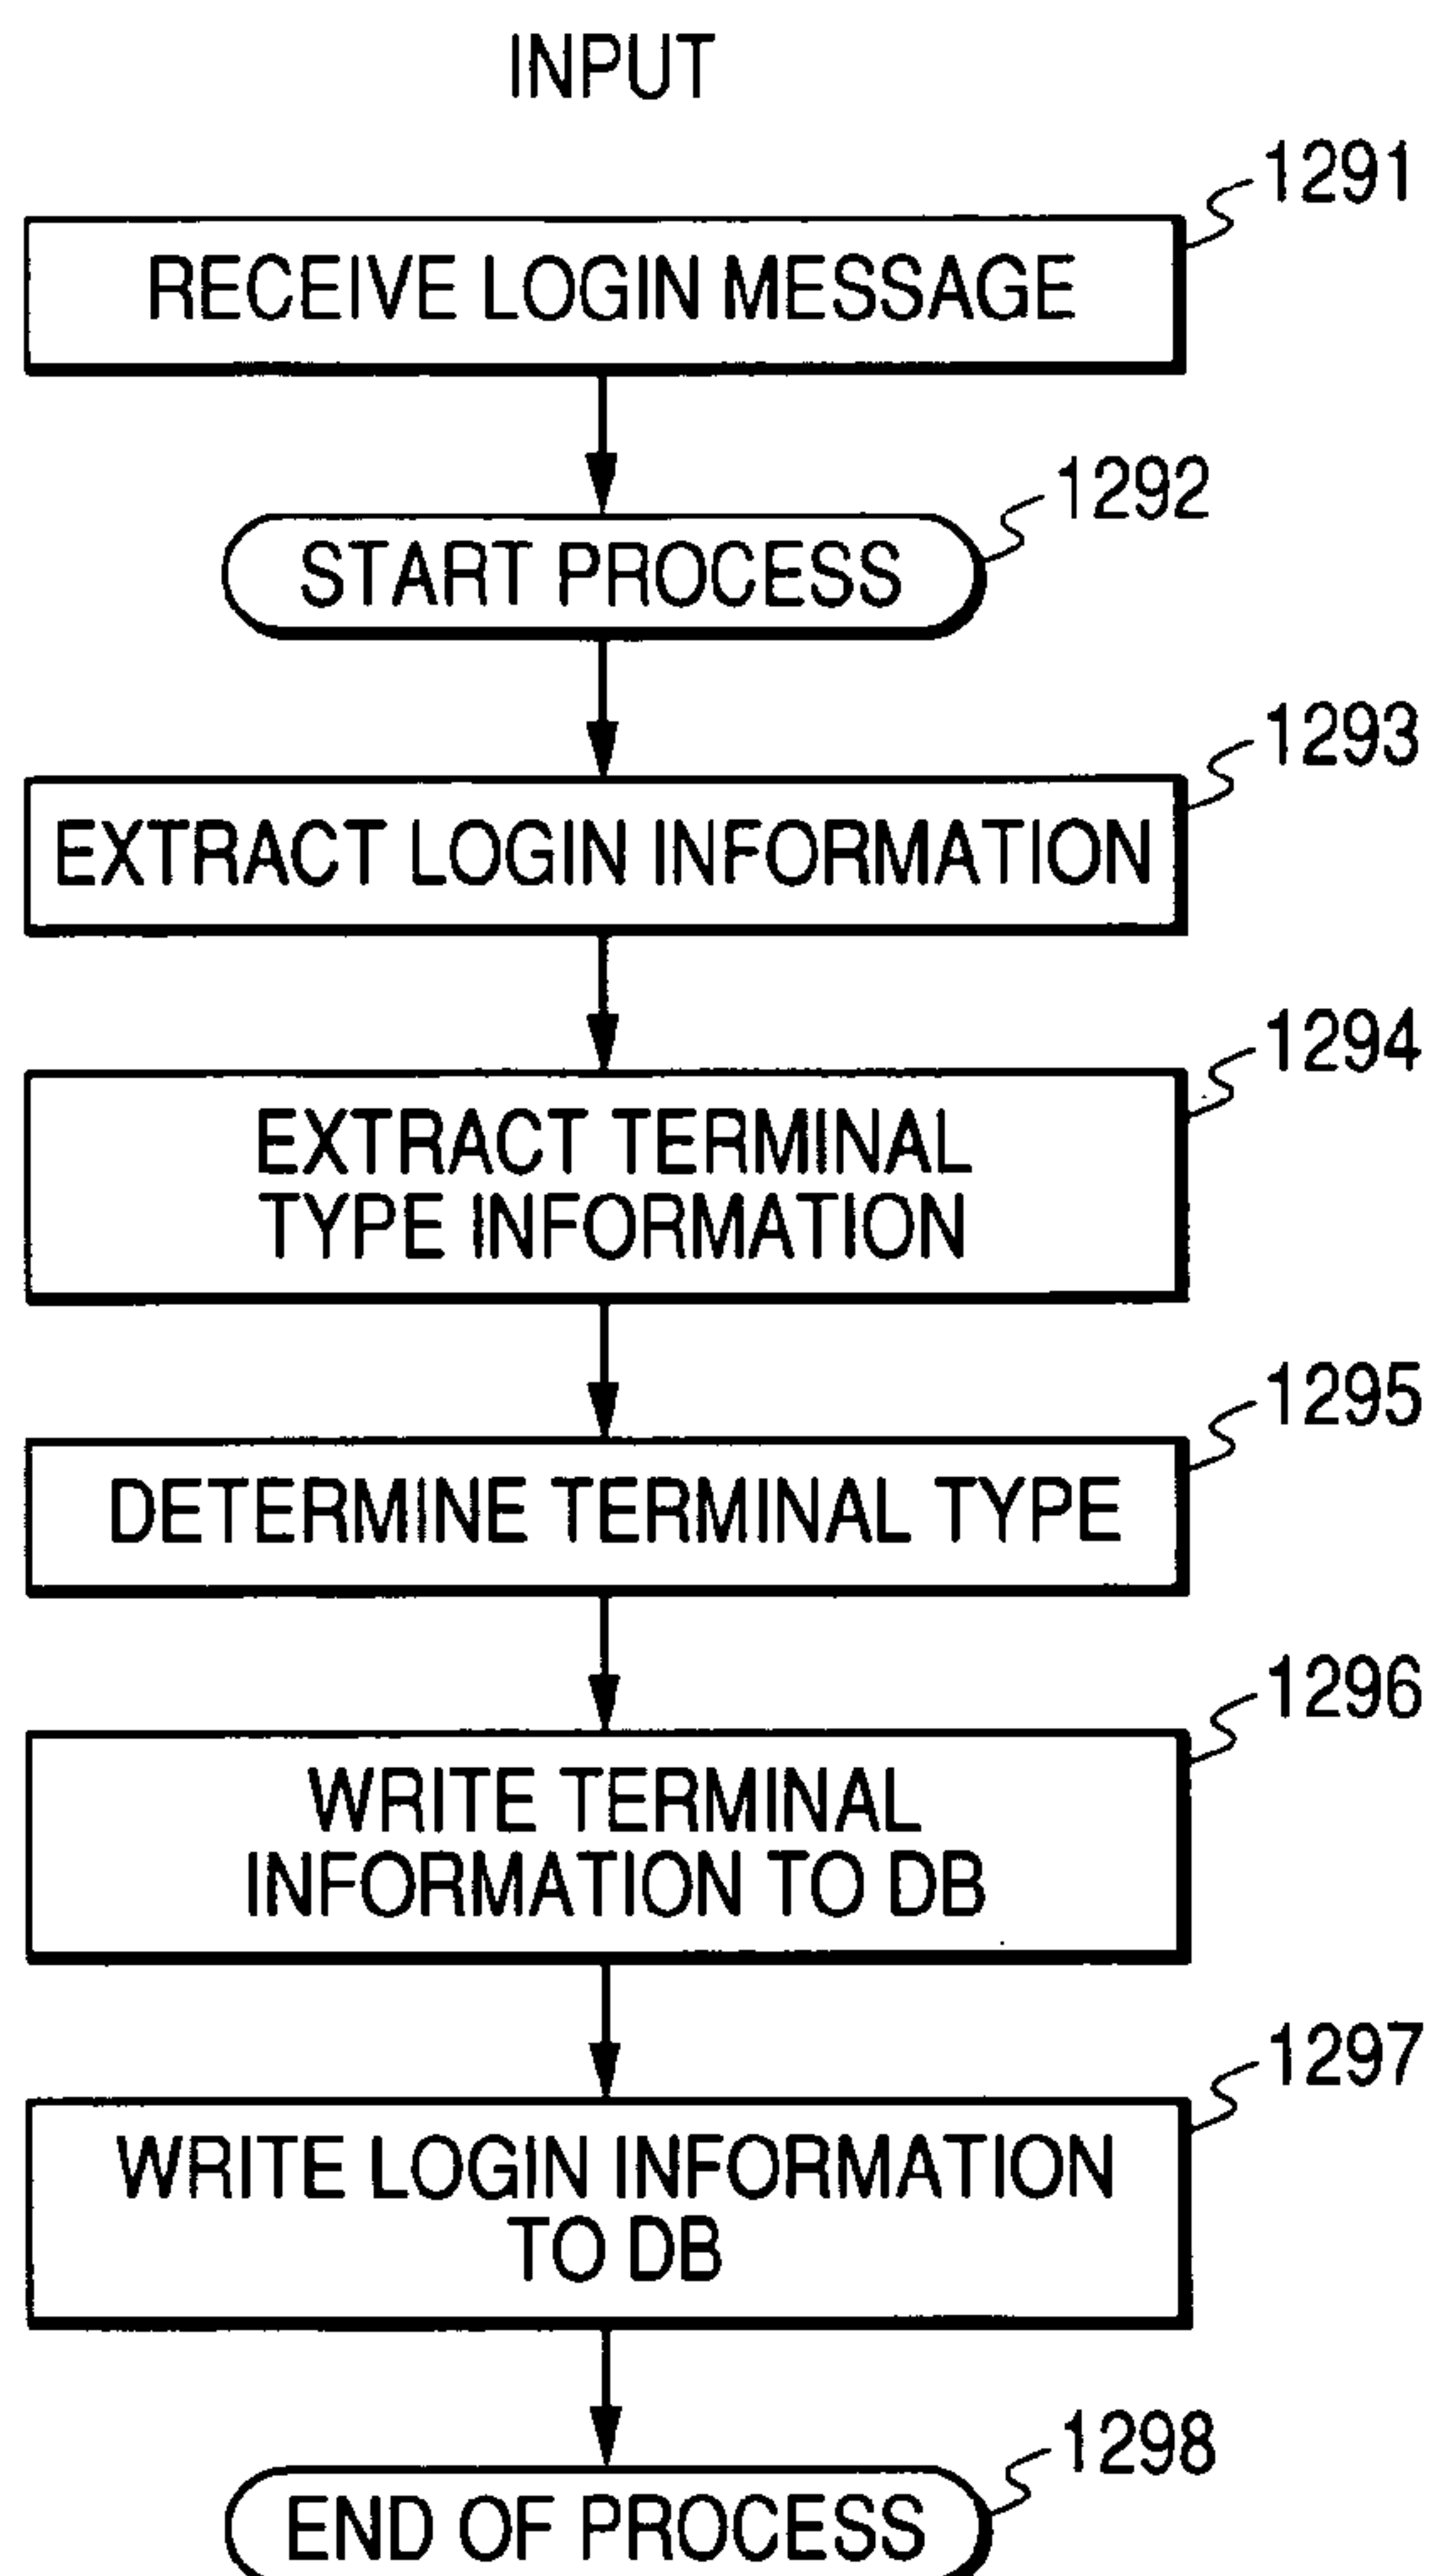 INPUT
1291
RECEIVE LOGIN MESSAGE
1292
START PROCESS
1293
EXTRACT LOGIN INFORMATION
1294
EXTRACT TERMINAL
TYPE INFORMATION
1295
DETERMINE TERMINAL TYPE
1296
WRITE TERMINAL
INFORMATION TO DB
1297
WRITE LOGIN INFORMATION
TO DB
1298
END OF PROCESS